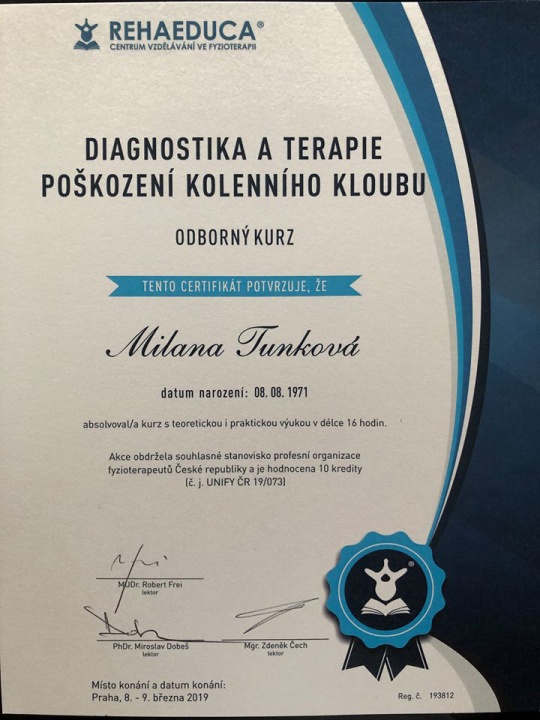 REHAEDUCA®
CENTRUM VZDĚLÁVÁNÍ VE FYZIOTERAPII
DIAGNOSTIKA A TERAPIE
POŠKOZENÍ KOLENNÍHO KLOUBU
ODBORNÝ KURZ
TENTO CERTIFIKÁT POTVRZUJE, ŽE
Milana Tunková
datum narození: 08. 08. 1971
absolvoval/a kurz s teoretickou i praktickou výukou v délce 16 hodin.
Akce obdržela souhlasné stanovisko profesní organizace
fyzioterapeutů České republiky a je hodnocena 10 kredity
(č. j. UNIFY ČR 19/073)
MUDr. Robert Frei
lektor
PhDr. Miroslav Dobeš
lektor
Mgr. Zdeněk Čech
lektor
®
Místo konání a datum konání:
Praha, 8. - 9. března 2019
Reg. č. 193812